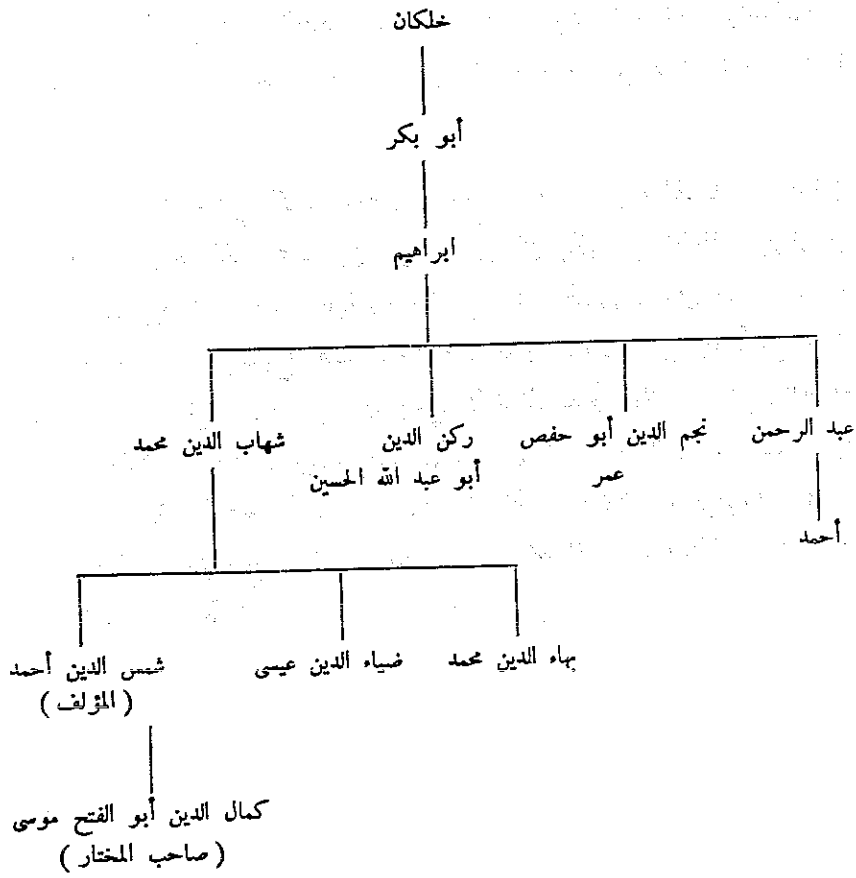 خلكان
أبو بكر
ابراهيم
عبد الرحمن
نجم الدين أبو حفص
عمر
ركن الدين
أبو عبد الله الحسين
شهاب الدين محمد
أحمد
بهاء الدين محمد
ضياء الدين عيسى
شمس الدين أحمد
( المؤلف )
كمال الدين أبو الفتح موسى
( صاحب المختار )